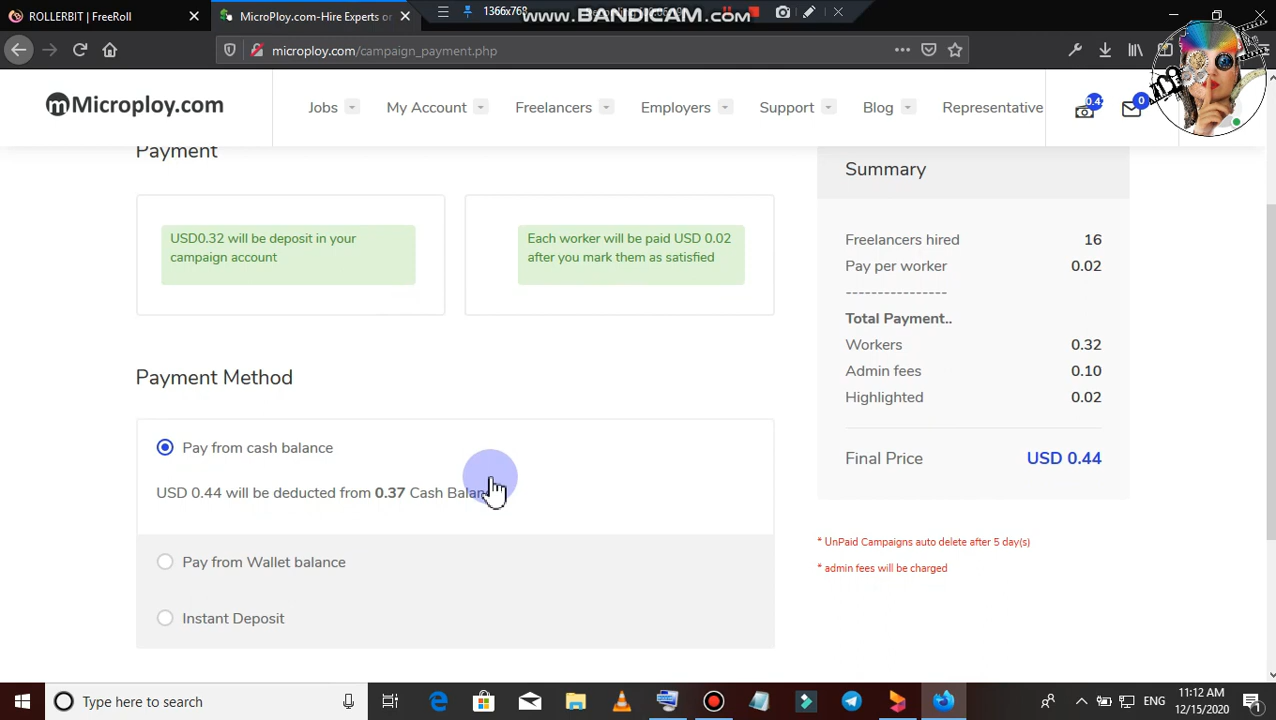 ROLLERBIT | FreeRoll
MicroPloy.com-Hire Experts or
1366x768
www.BANDICAM.com
microploy.com/campaign_payment.php
Microploy.com
Jobs
My Account
Freelancers
Employers
Support
Blog
Representative
0.4
0
Payment
USD0.32 will be deposit in your
campaign account
Each worker will be paid USD 0.02
after you mark them as satisfied
Payment Method
Pay from cash balance
USD 0.44 will be deducted from 0.37 Cash
Pay from Wallet balance
Instant Deposit
Summary
Freelancers hired 16
Pay per worker 0.02
----------------
Total Payment..
Workers 0.32
Admin fees 0.10
Highlighted 0.02
Final Price USD 0.44
* UnPaid Campaigns auto delete after 5 day(s)
* admin fees will be charged
Type here to search
ENG
11:12 AM
12/15/2020
1